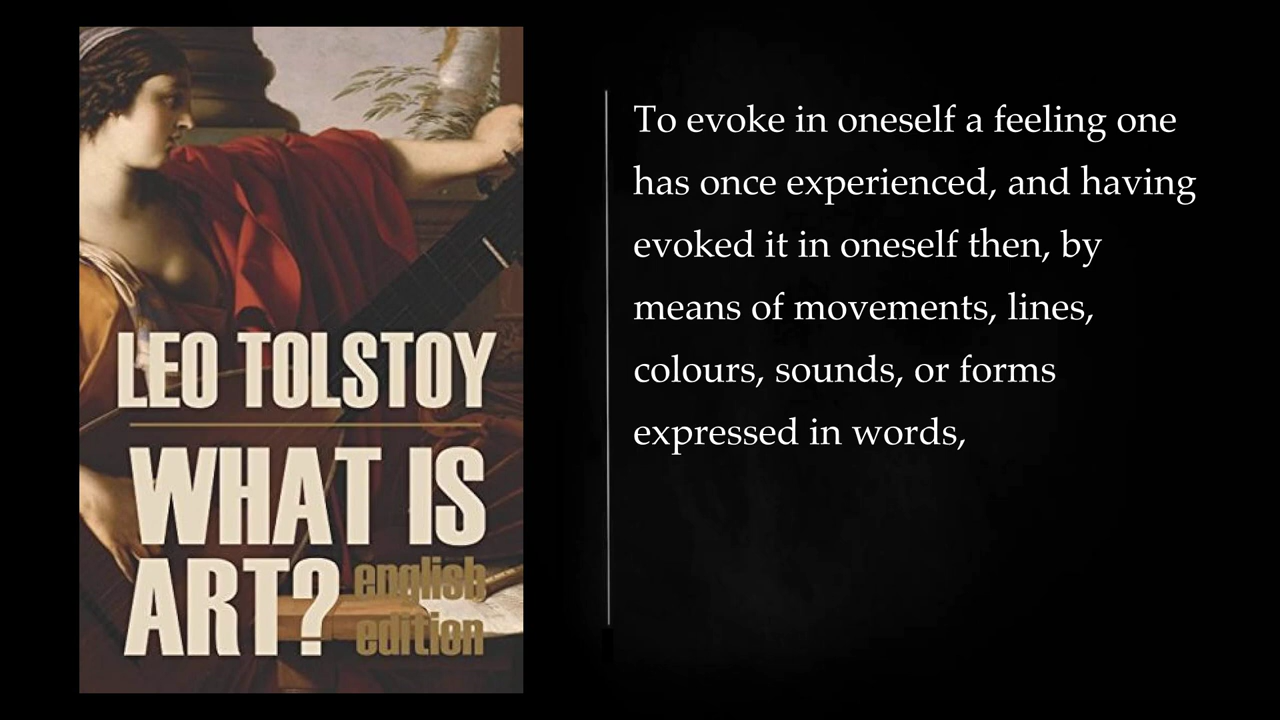 LEO TOLSTOY
WHAT IS
ART?
english
edition
To evoke in oneself a feeling one
has once experienced, and having
evoked it in oneself then, by
means of movements, lines,
colours, sounds, or forms
expressed in words,